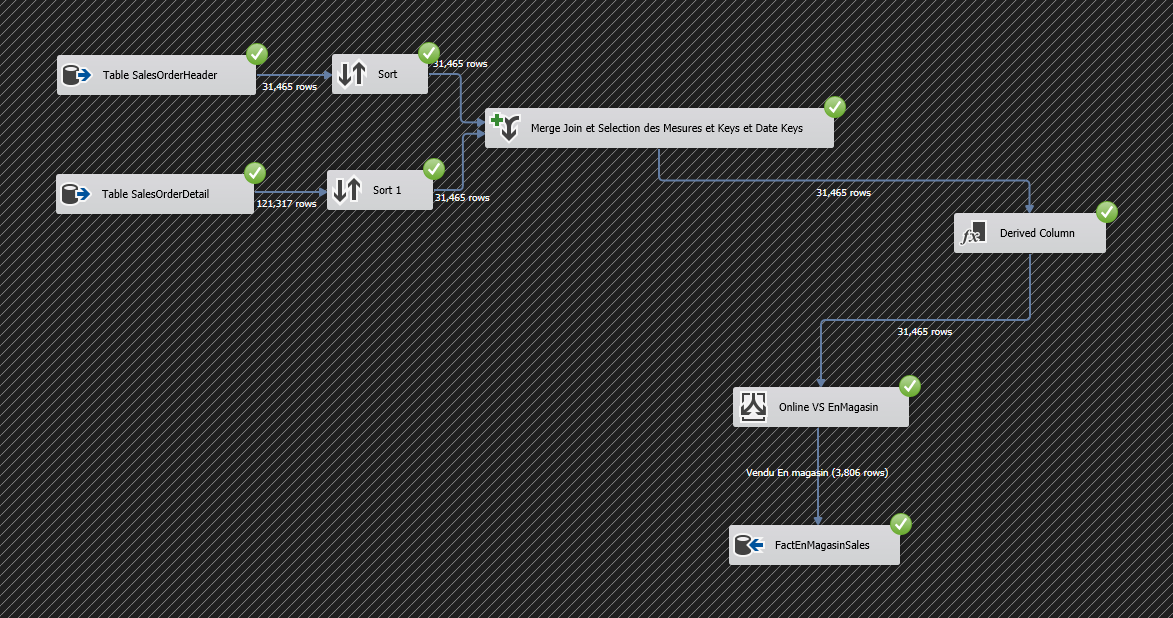 Table SalesOrderHeader
31,465 rows
Sort
31,465 rows
Merge Join et Selection des Mesures et Keys et Date Keys
Table SalesOrderDetail
121,317 rows
Sort 1
31,465 rows
31,465 rows
fx
Derived Column
31,465 rows
Online VS EnMagasin
Vendu En magasin (3,806 rows)
FactEnMagasinSales